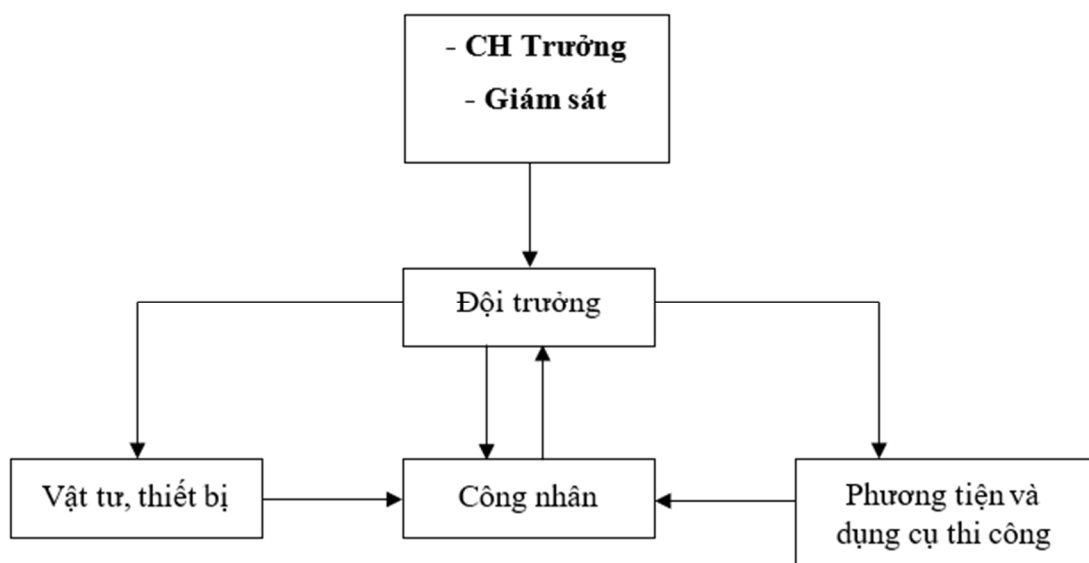 - CH Trưởng
- Giám sát
Đội trưởng
Vật tư, thiết bị
Công nhân
Phương tiện và
dụng cụ thi công